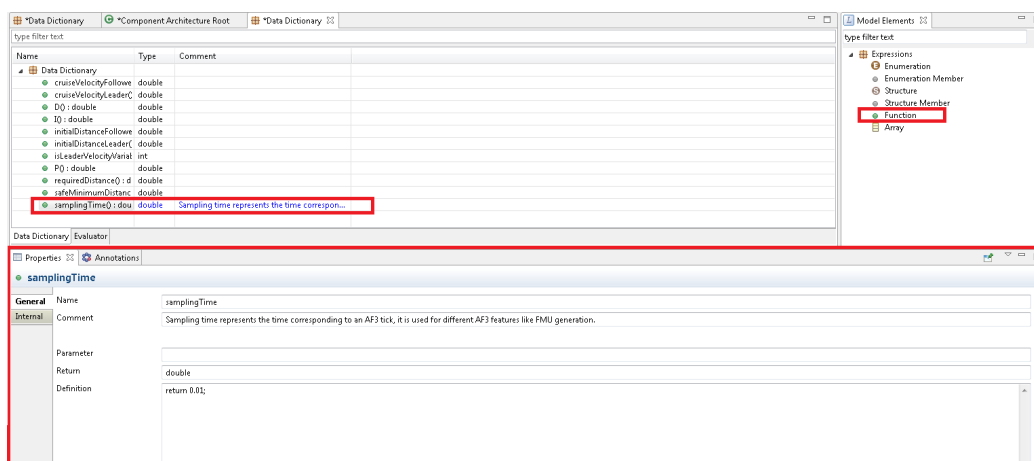 *Data Dictionary
*Component Architecture Root
*Data Dictionary
type filter text
Name Type Comment
Data Dictionary
cruiseVelocityFollowe double
cruiseVelocityLeader( double
D() : double double
I() : double double
initialDistanceFollowe double
initialDistanceLeader( double
isLeaderVelocityVariab int
P() : double double
requiredDistance() : d double
safeMinimumDistanc double
samplingTime() : dou double Sampling time represents the time correspon...
Data Dictionary Evaluator
Model Elements
type filter text
Expressions
E Enumeration
Enumeration Member
S Structure
Structure Member
Function
Array
Properties Annotations
samplingTime
General
Internal
Name samplingTime
Comment Sampling time represents the time corresponding to an AF3 tick, it is used for different AF3 features like FMU generation.
Parameter
Return double
Definition return 0.01;